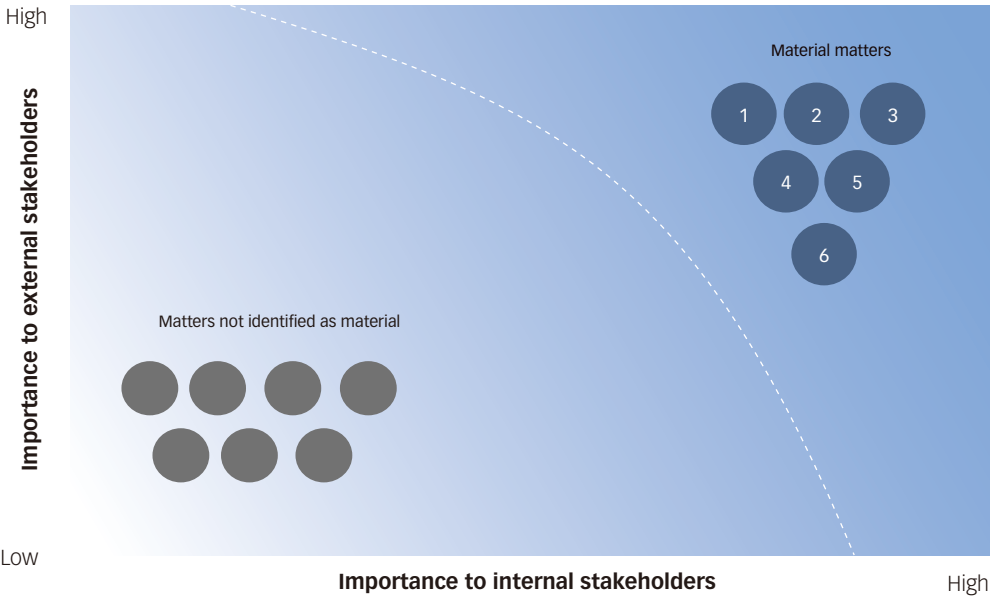 High
Importance to external stakeholders
Material matters
1 2 3
4 5
6
Matters not identified as material
Low
Importance to internal stakeholders
High